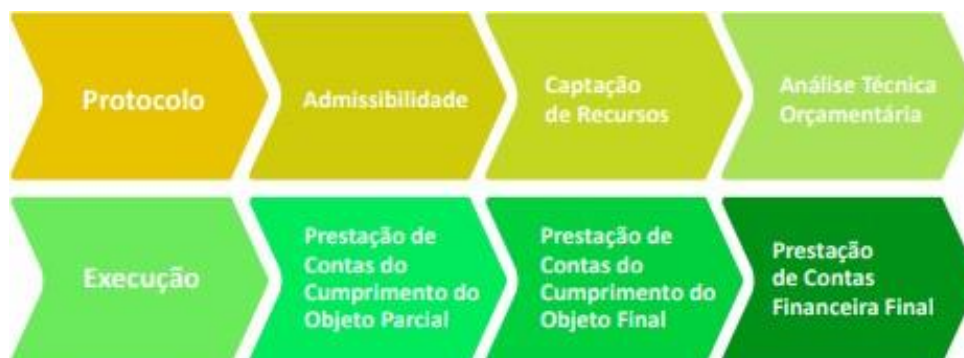 Protocolo
Admissibilidade
Captação
de Recursos
Análise Técnica
Orçamentária
Execução
Prestação de
Contas do
Cumprimento do
Objeto Parcial
Prestação de
Contas do
Cumprimento do
Objeto Final
Prestação
de Contas
Financeira Final